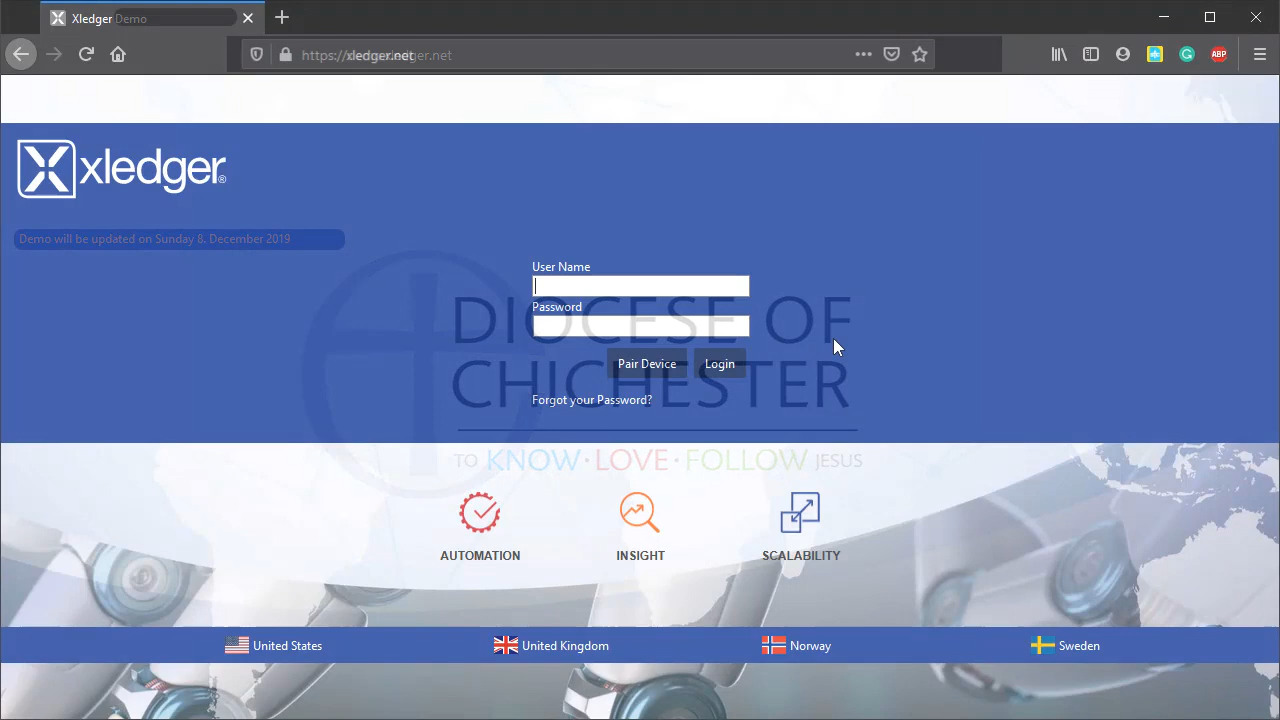 Xledger Demo
https://xledger.net
ABP
xledger®
Demo will be updated on Sunday 8. December 2019
User Name
Password
DIOCESE OF
CHICHESTER
Pair Device Login
Forgot your Password?
TO KNOW · LOVE · FOLLOW JESUS
AUTOMATION INSIGHT SCALABILITY
United States United Kingdom Norway Sweden